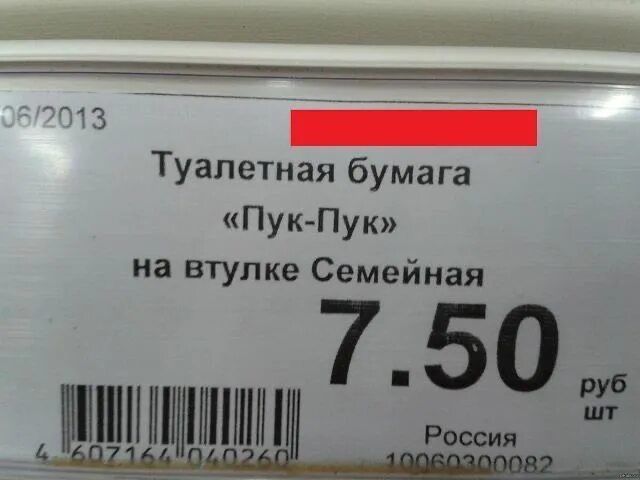 06/2013
Туалетная бумага
«Пук-Пук»
на втулке Семейная
7.50 руб шт
4 607164 040260
Россия
10060300082